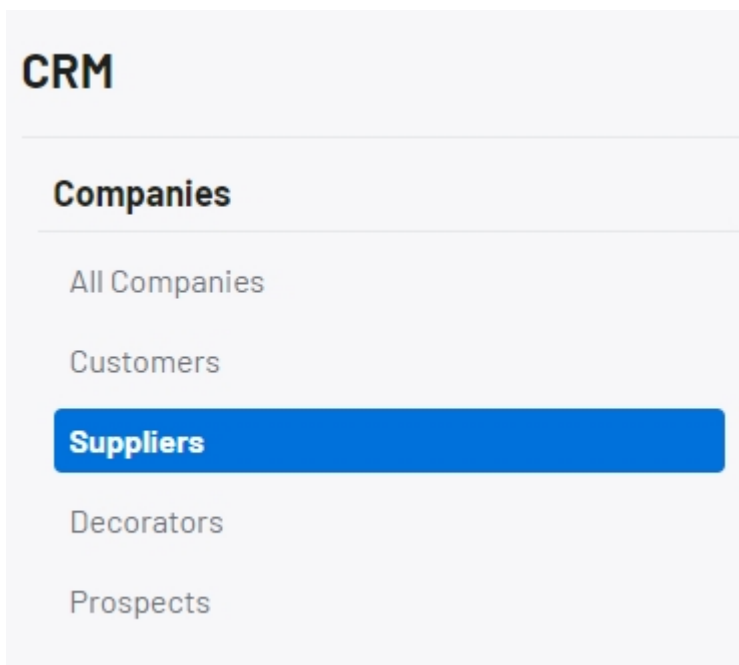 CRM
Companies
All Companies
Customers
Suppliers
Decorators
Prospects